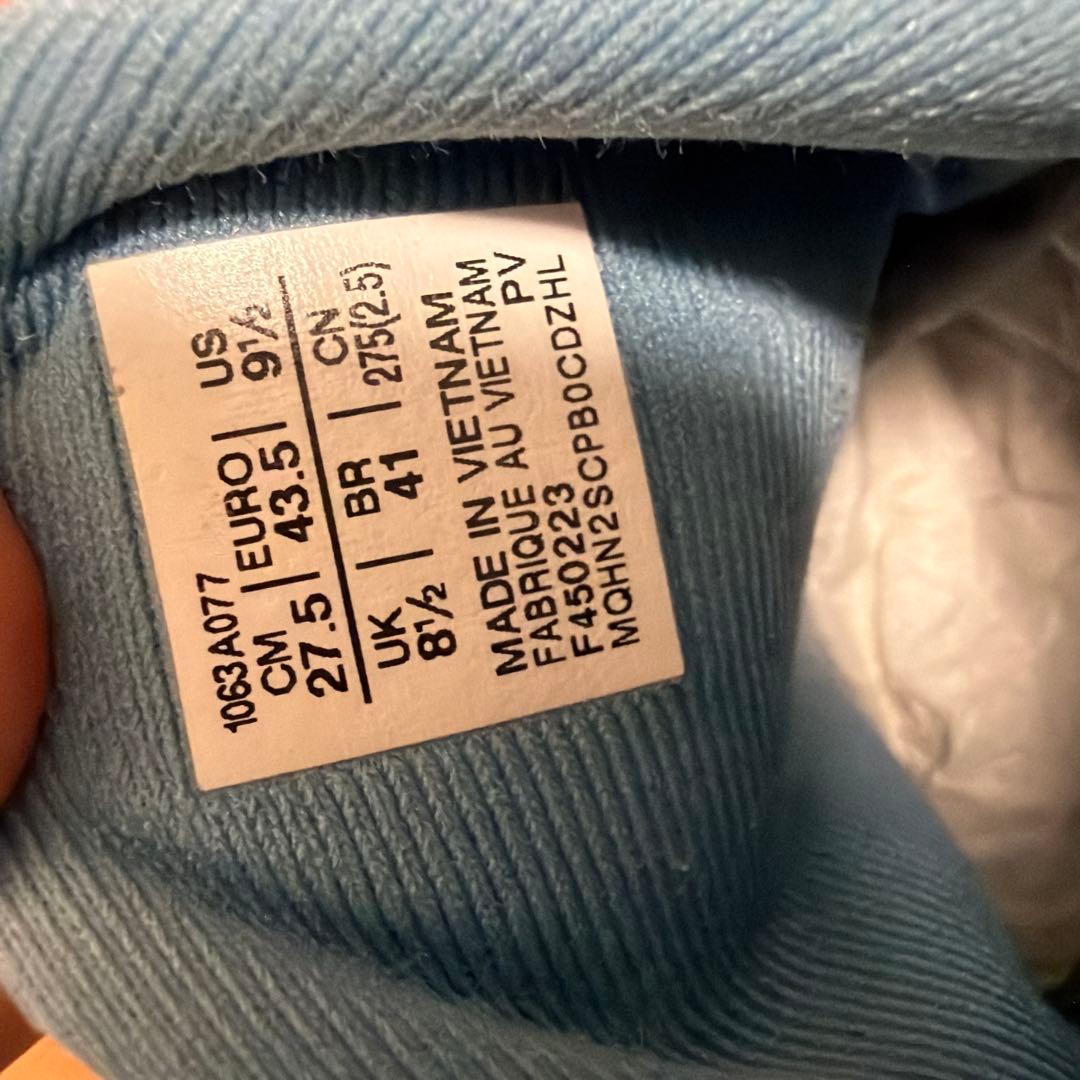 1063A077
CM | EURO | US
27.5 | 43.5 | 9½
UK | BR | CN
8½ | 41 | 275(2.5)
MADE IN VIETNAM
FABRIQUE AU VIETNAM
F450223 PV
MQHN2SCPB0CDZHL